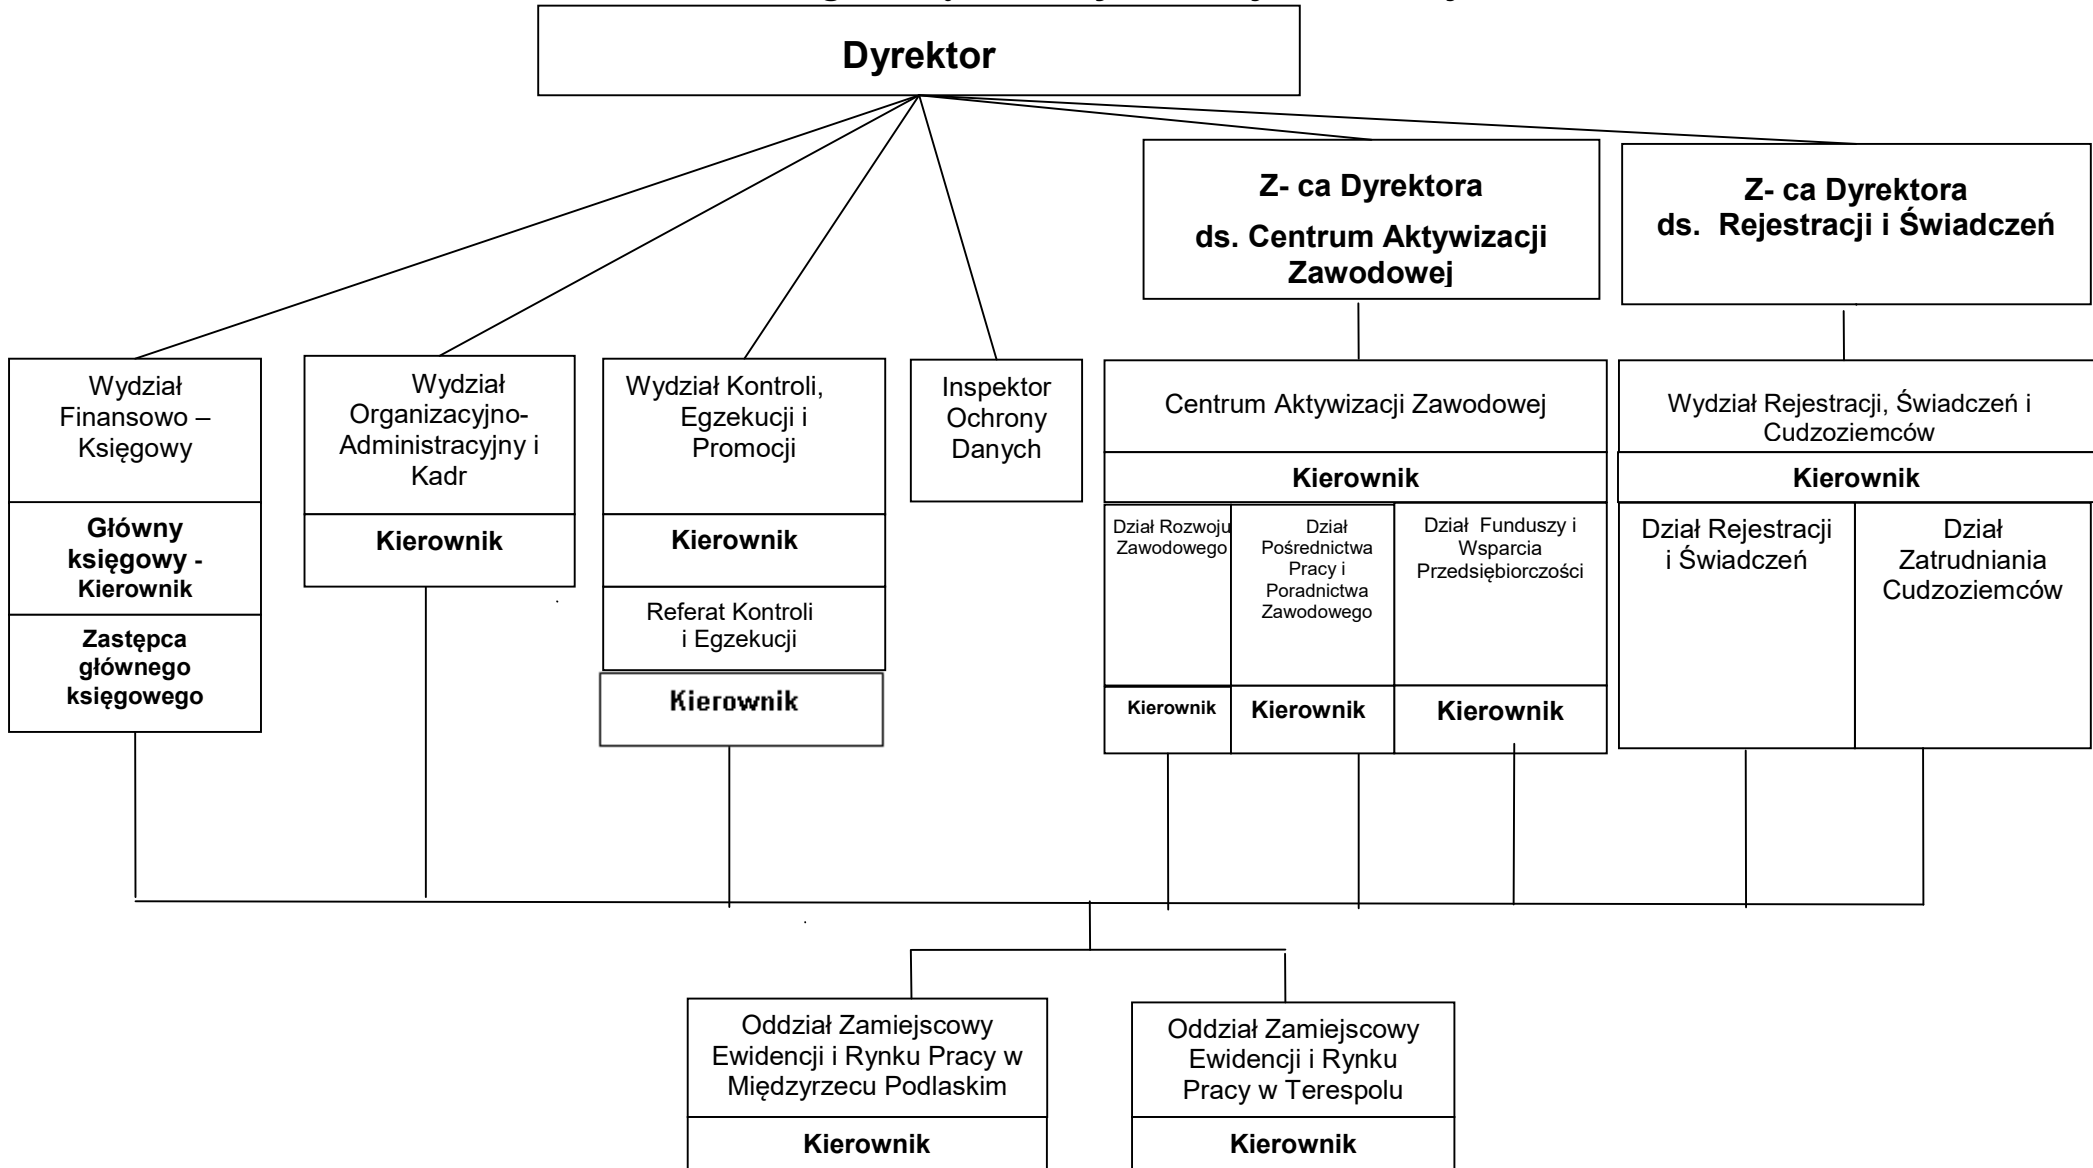 Dyrektor
Z- ca Dyrektora
ds. Centrum Aktywizacji
Zawodowej
Z- ca Dyrektora
ds. Rejestracji i Świadczeń
Wydział
Finansowo –
Księgowy
Główny
księgowy -
Kierownik
Zastępca
głównego
księgowego
Wydział
Organizacyjno-
Administracyjny i
Kadr
Kierownik
Wydział Kontroli,
Egzekucji i
Promocji
Kierownik
Referat Kontroli
i Egzekucji
Kierownik
Inspektor
Ochrony
Danych
Centrum Aktywizacji Zawodowej
Kierownik
Dział Rozwoju
Zawodowego
Kierownik
Dział
Pośrednictwa
Pracy i
Poradnictwa
Zawodowego
Kierownik
Dział Funduszy i
Wsparcia
Przedsiębiorczości
Kierownik
Wydział Rejestracji, Świadczeń i
Cudzoziemców
Kierownik
Dział Rejestracji
i Świadczeń
Dział
Zatrudniania
Cudzoziemców
Oddział Zamiejscowy
Ewidencji i Rynku Pracy w
Międzyrzecu Podlaskim
Kierownik
Oddział Zamiejscowy
Ewidencji i Rynku
Pracy w Terespolu
Kierownik